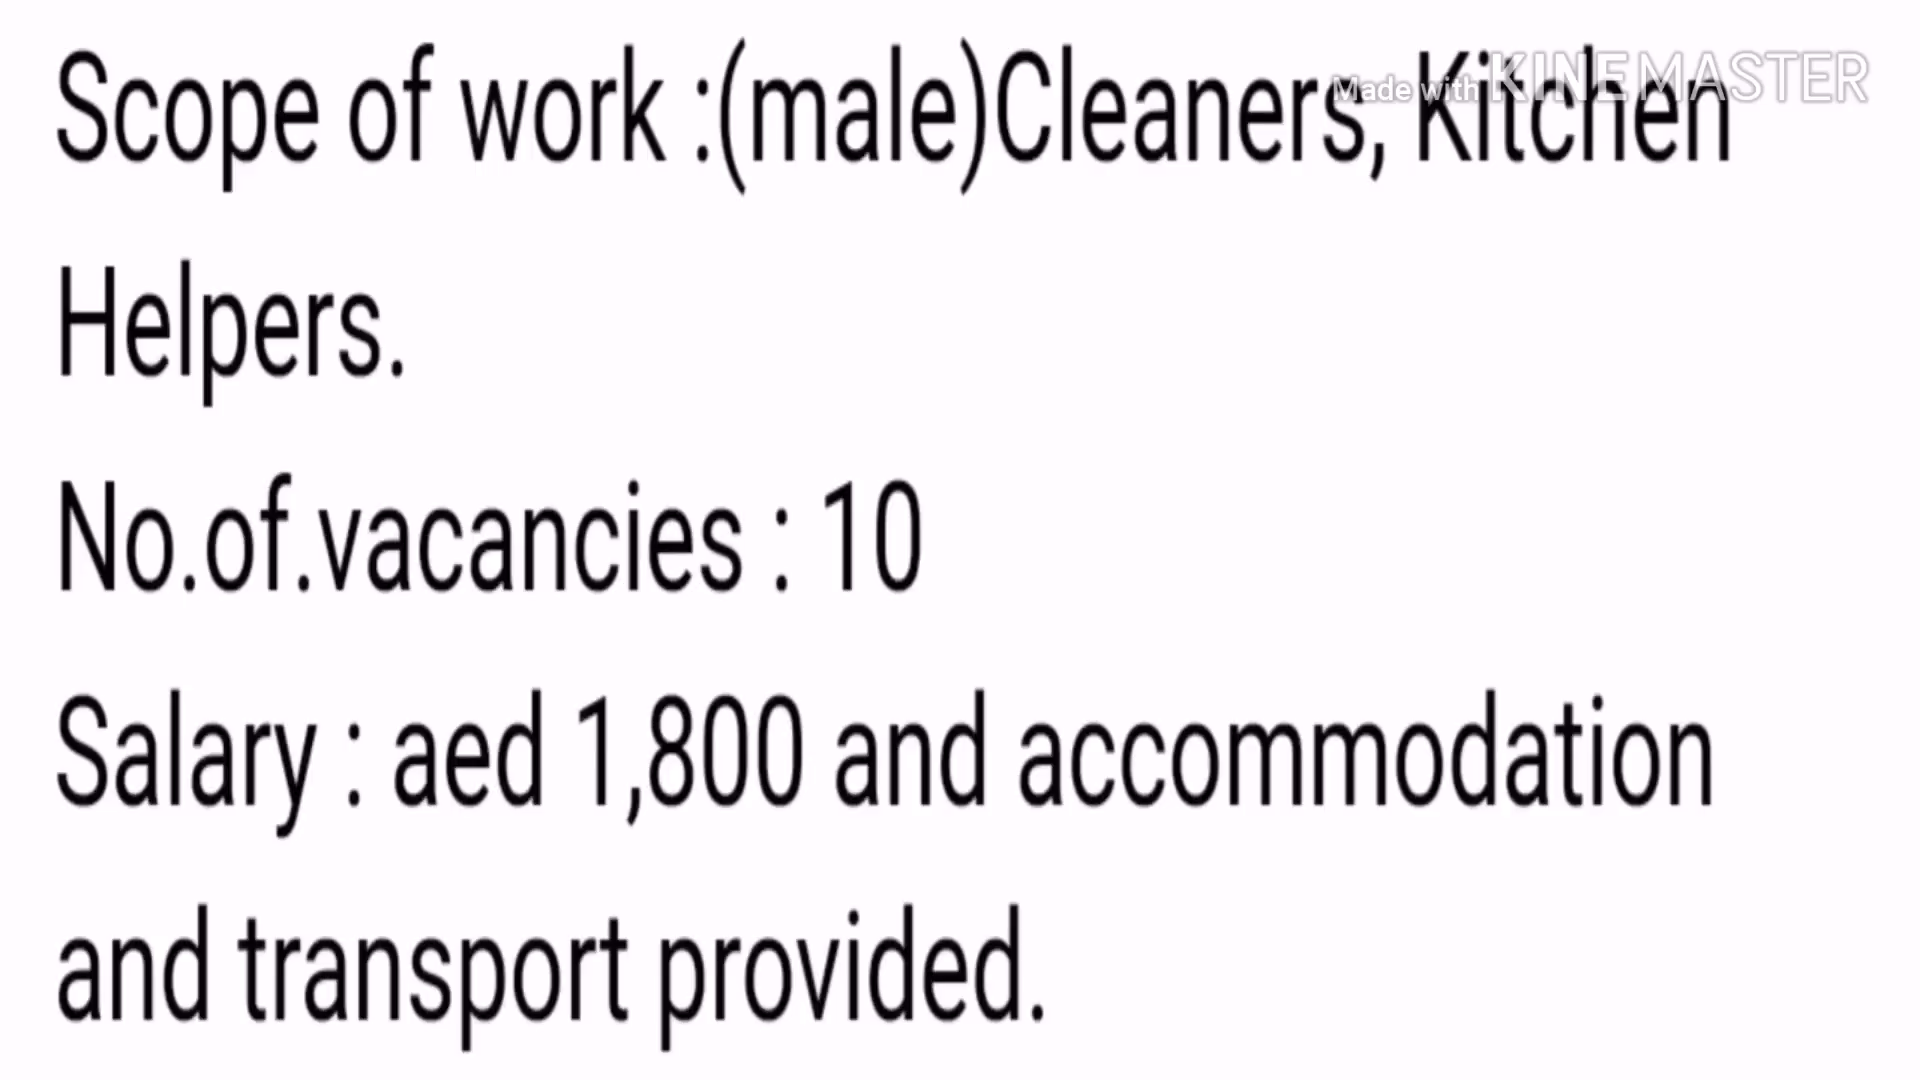 Scope of work :(male)Cleaners, Kitchen
Made with KINEMASTER
Helpers.
No.of.vacancies : 10
Salary : aed 1,800 and accommodation
and transport provided.